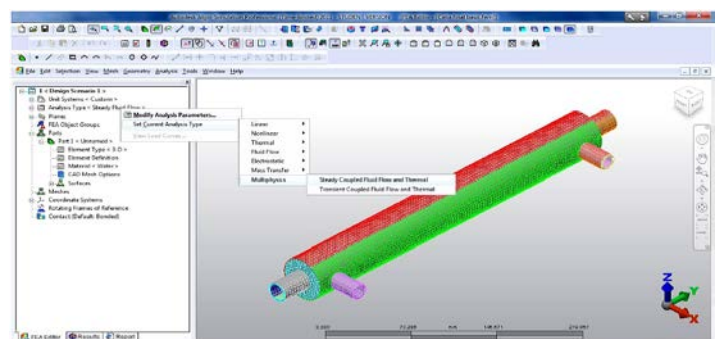 File Edit Selection View Mesh Geometry Analysis Tools Window Help
1 < Design Scenario 1 >
Unit Systems < Custom >
Analysis Type < Steady Fluid Flow >
Planes
FEA Object Groups
Parts
Part 1 < Unnamed >
Element Type < 3-D >
Element Definition
Material < Water >
CAD Mesh Options
Surfaces
Meshes
Coordinate Systems
Rotating Frames of Reference
Contact (Default: Bonded)
Modify Analysis Parameters...
Set Current Analysis Type
View Load Curves
Linear
Nonlinear
Thermal
Fluid Flow
Electrostatic
Mass Transfer
Multiphysics
Steady Coupled Fluid Flow and Thermal
Transient Coupled Fluid Flow and Thermal
Z
Y
X
FEA Editor Results Report